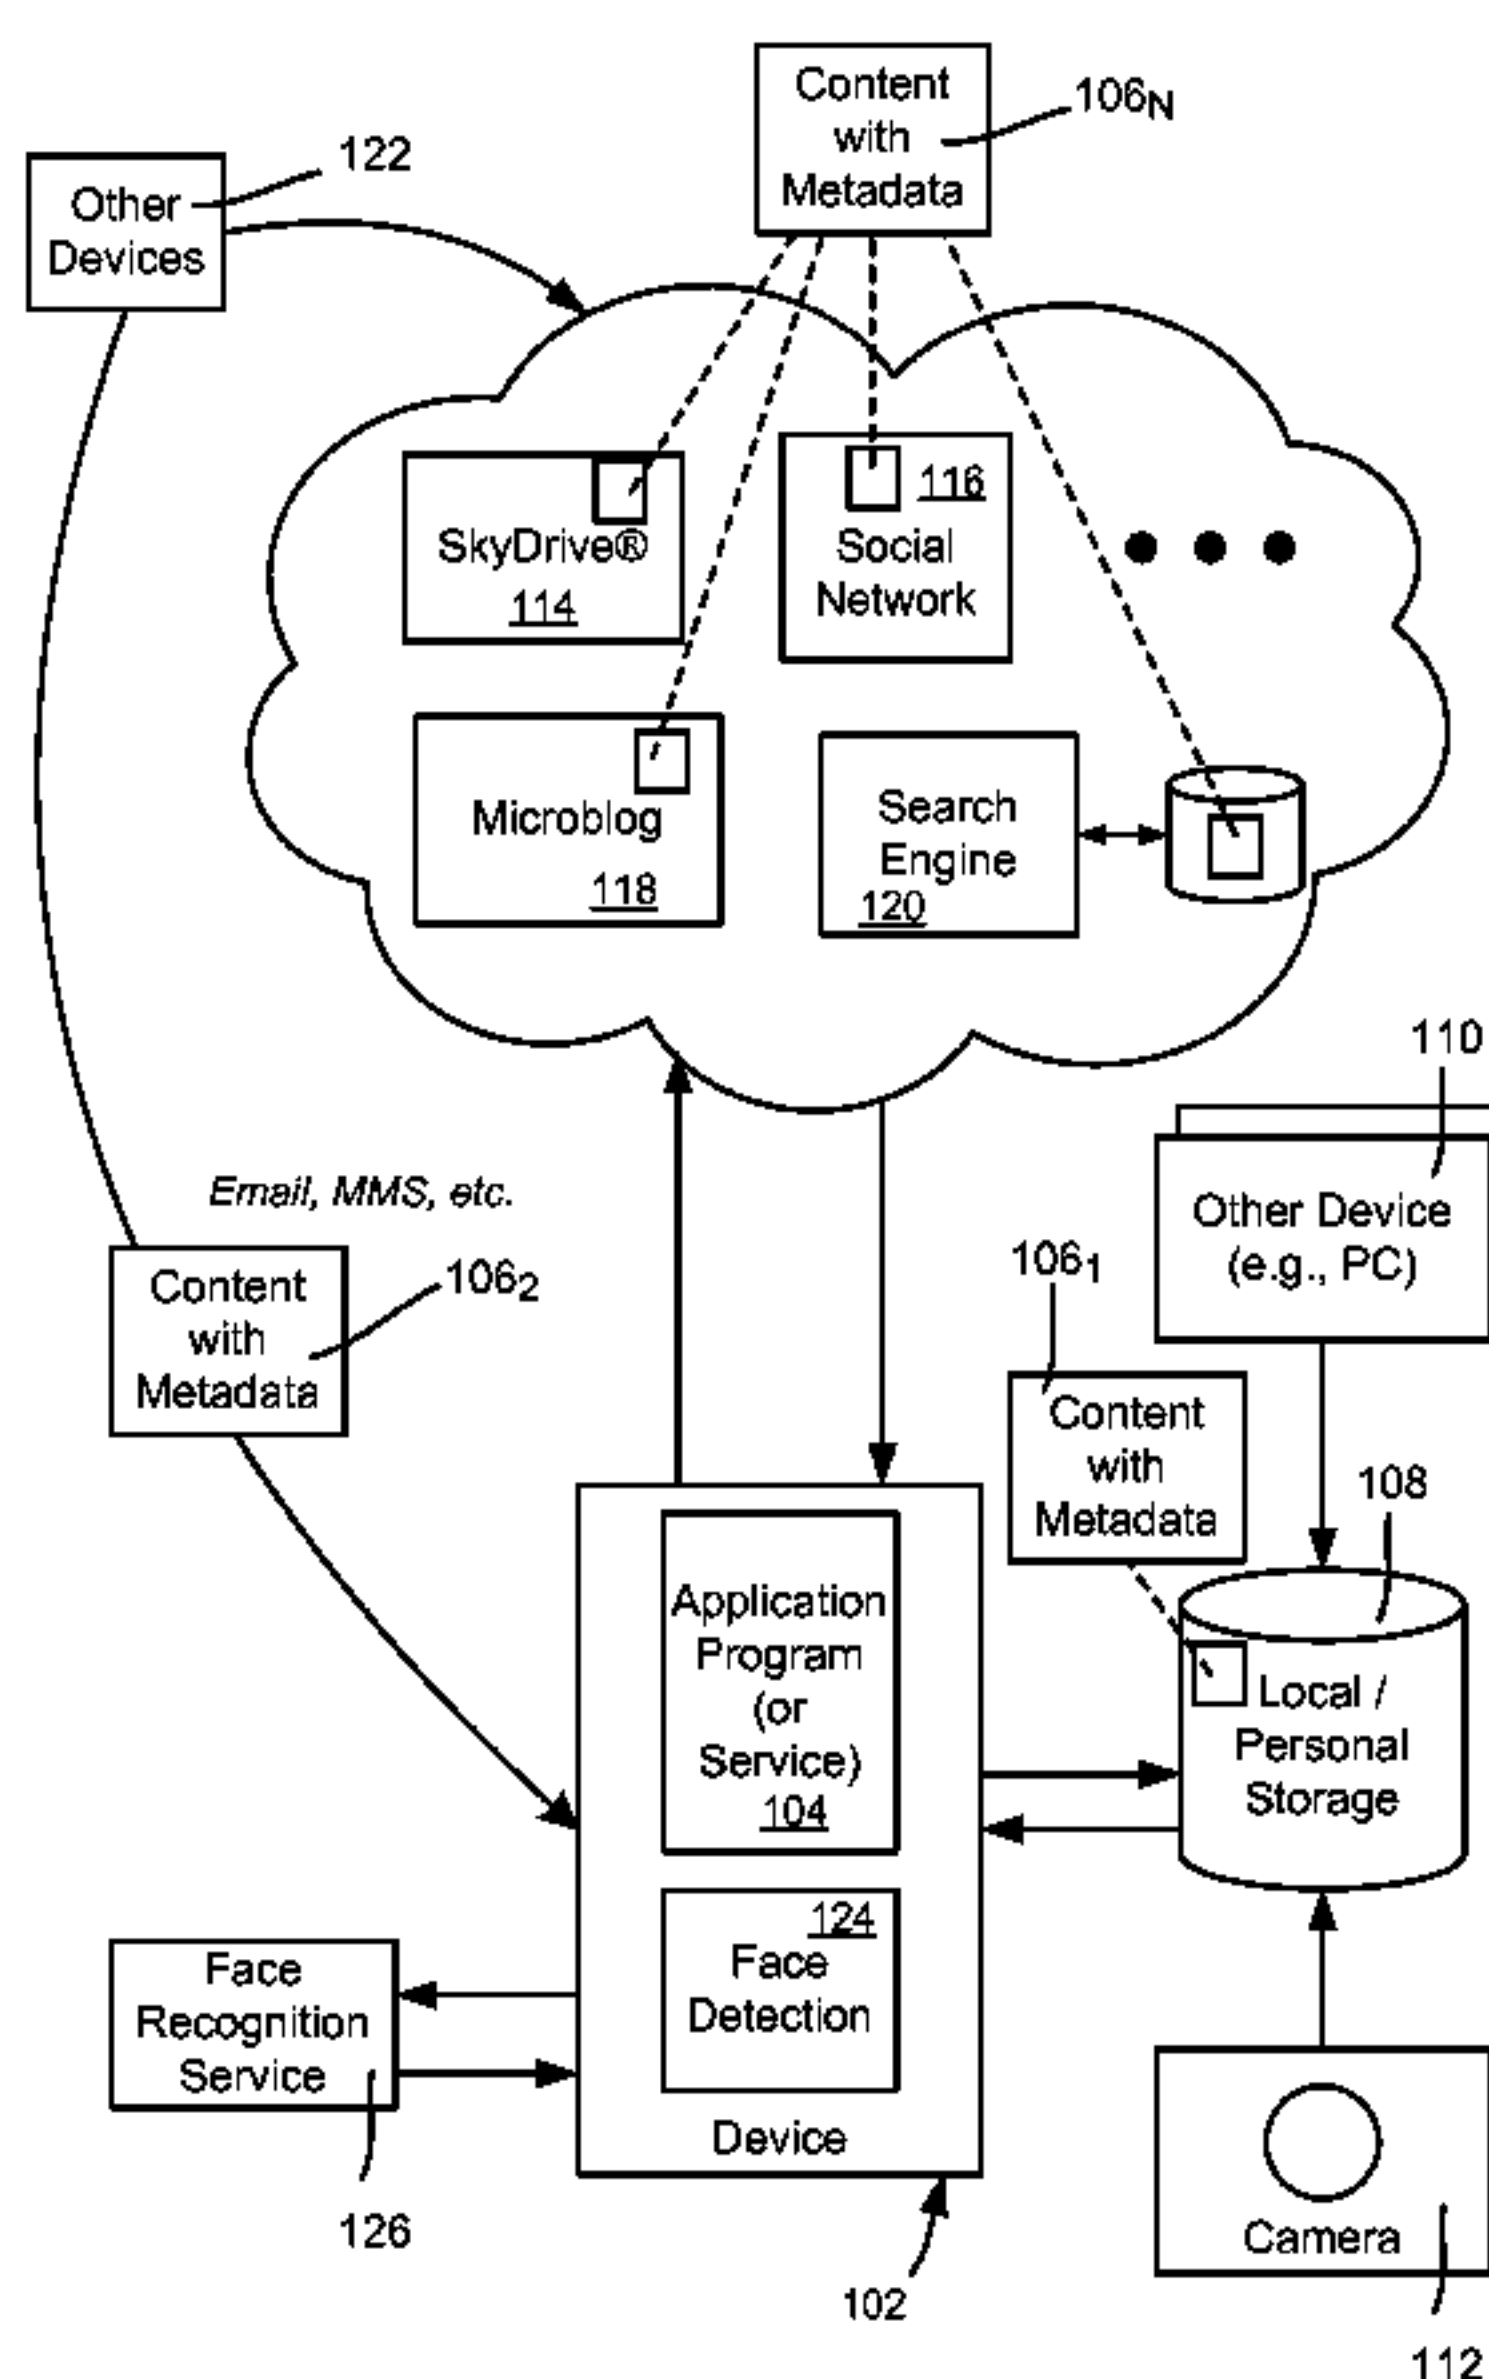 Content
with
Metadata
106N
122
Other
Devices
SkyDrive®
114
116
Social
Network
Microblog
118
Search
Engine
120
110
Other Device
(e.g., PC)
Email, MMS, etc.
Content
with
Metadata
1062
1061
Content
with
Metadata
108
Local /
Personal
Storage
Application
Program
(or
Service)
104
124
Face
Detection
Device
102
Face
Recognition
Service
126
Camera
112